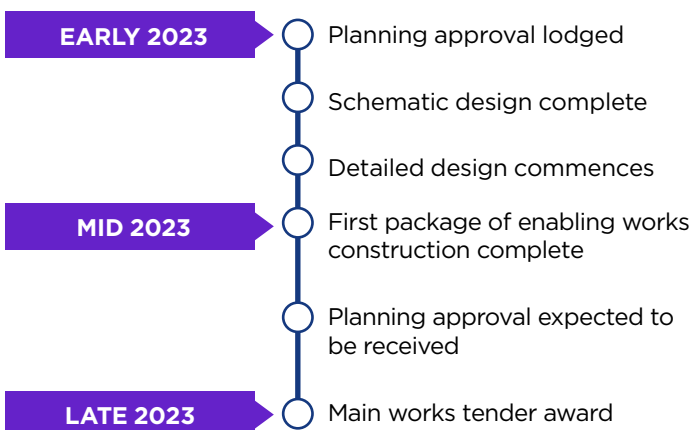 EARLY 2023
Planning approval lodged
Schematic design complete
Detailed design commences
MID 2023
First package of enabling works
construction complete
Planning approval expected to
be received
LATE 2023
Main works tender award